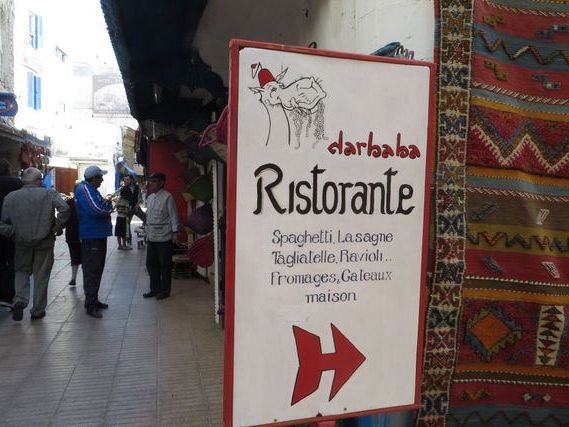 darbaba
Ristorante
Spaghetti, Lasagne
Tagliatelle, Ravioli..
Fromages, Gateaux
maison